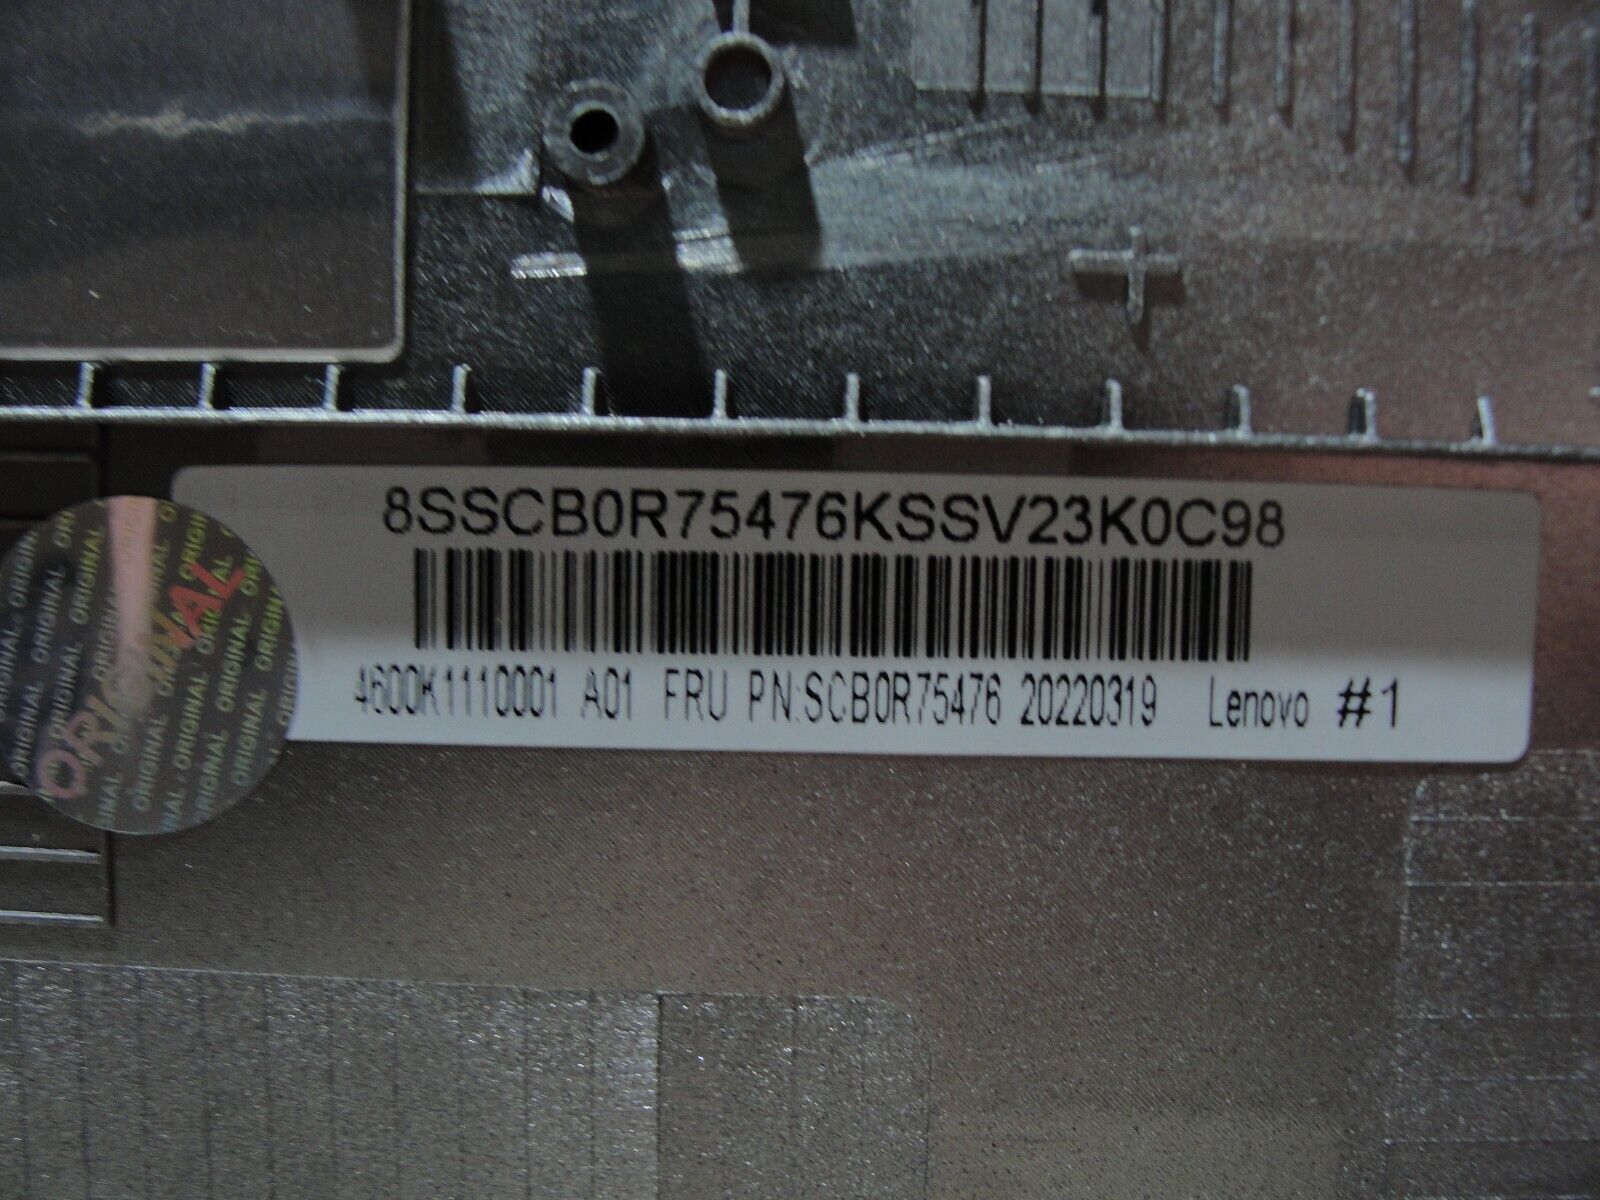 8SSCB0R75476KSSV23K0C98
4600K1110001 A01 FRU PN:SCB0R75476 20220319 Lenovo #1
ORIGINAL